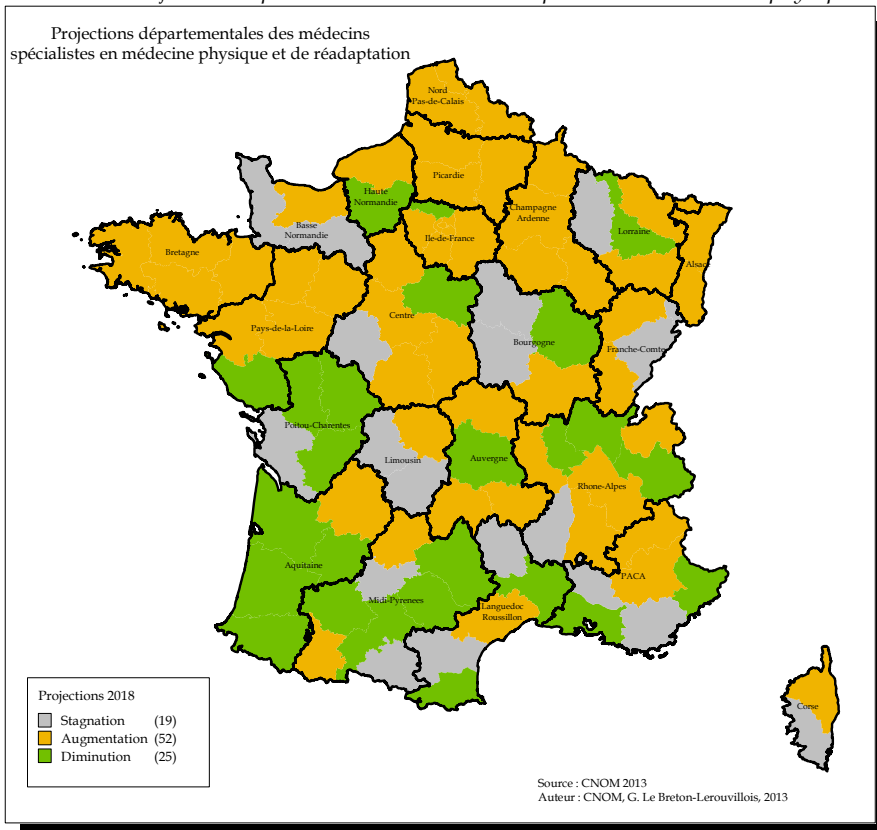 Projections départementales des médecins
spécialistes en médecine physique et de réadaptation
Nord
Pas-de-Calais
Picardie
Haute
Normandie
Champagne
Ardenne
Basse
Normandie
Ile-de-France
Lorraine
Alsace
Bretagne
Centre
Pays-de-la-Loire
Bourgogne
Franche-Comte
Poitou-Charentes
Limousin
Auvergne
Rhone-Alpes
Aquitaine
PACA
Midi-Pyrenees
Languedoc
Roussillon
Corse
Projections 2018
Stagnation (19)
Augmentation (52)
Diminution (25)
Source : CNOM 2013
Auteur : CNOM, G. Le Breton-Lerouvillois, 2013